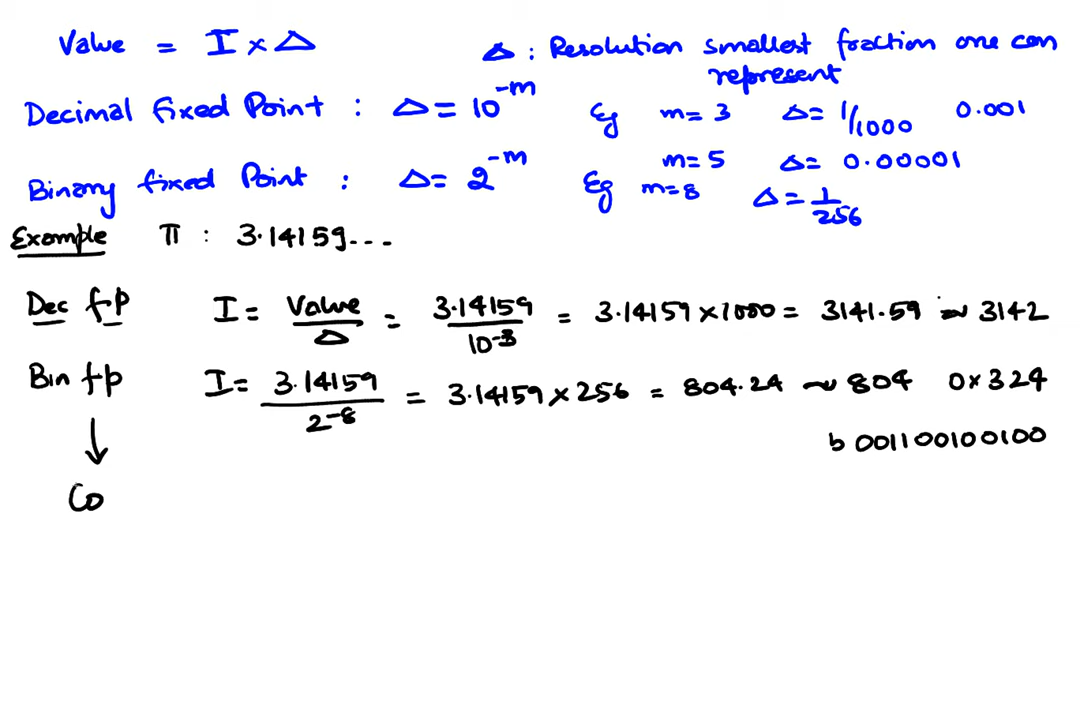 Value = I × Δ
Δ : Resolution smallest fraction one can represent
Decimal fixed Point : Δ = 10^-m Eg m = 3 Δ = 1/1000 0.001
m = 5 Δ = 0.00001
Binary fixed Point : Δ = 2^-m Eg m = 8 Δ = 1/256
Example π : 3.14159...
Dec f-p I = Value/Δ = 3.14159/10^-3 = 3.14159 × 1000 = 3141.59 ~ 3142
Bin f-p I = 3.14159/2^-8 = 3.14159 × 256 = 804.24 ~ 804 0x324
b 001100100100
↓
Co